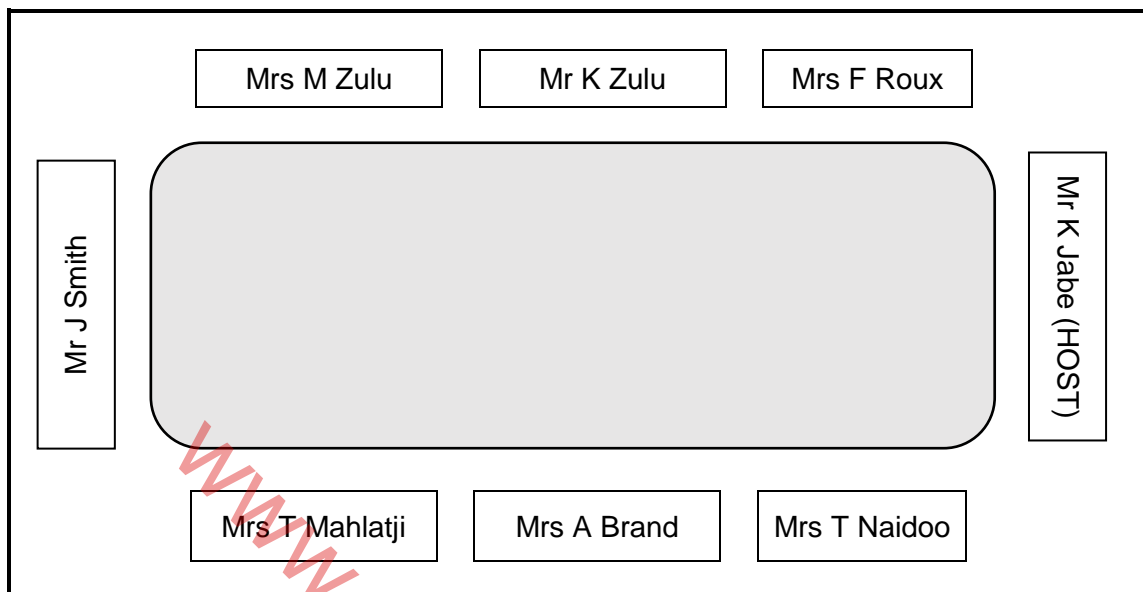 Mrs M Zulu
Mr K Zulu
Mrs F Roux
Mr J Smith
Mr K Jabe (HOST)
Mrs T Mahlatji
Mrs A Brand
Mrs T Naidoo
www